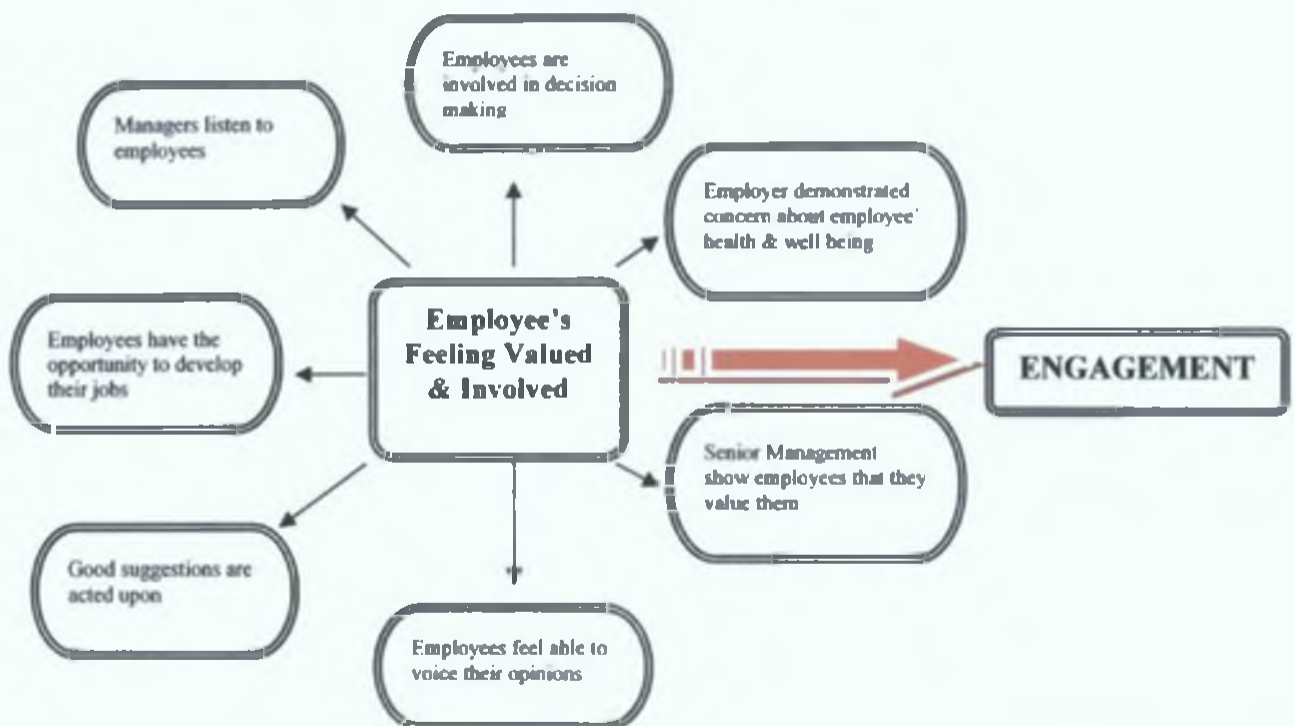 Employees are
involved in decision
making
Managers listen to
employees
Employer demonstrated
concern about employee'
health & well being
Employee's
Feeling Valued
& Involved
ENGAGEMENT
Employees have the
opportunity to develop
their jobs
Senior Management
show employees that they
value them
Good suggestions are
acted upon
Employees feel able to
voice their opinions